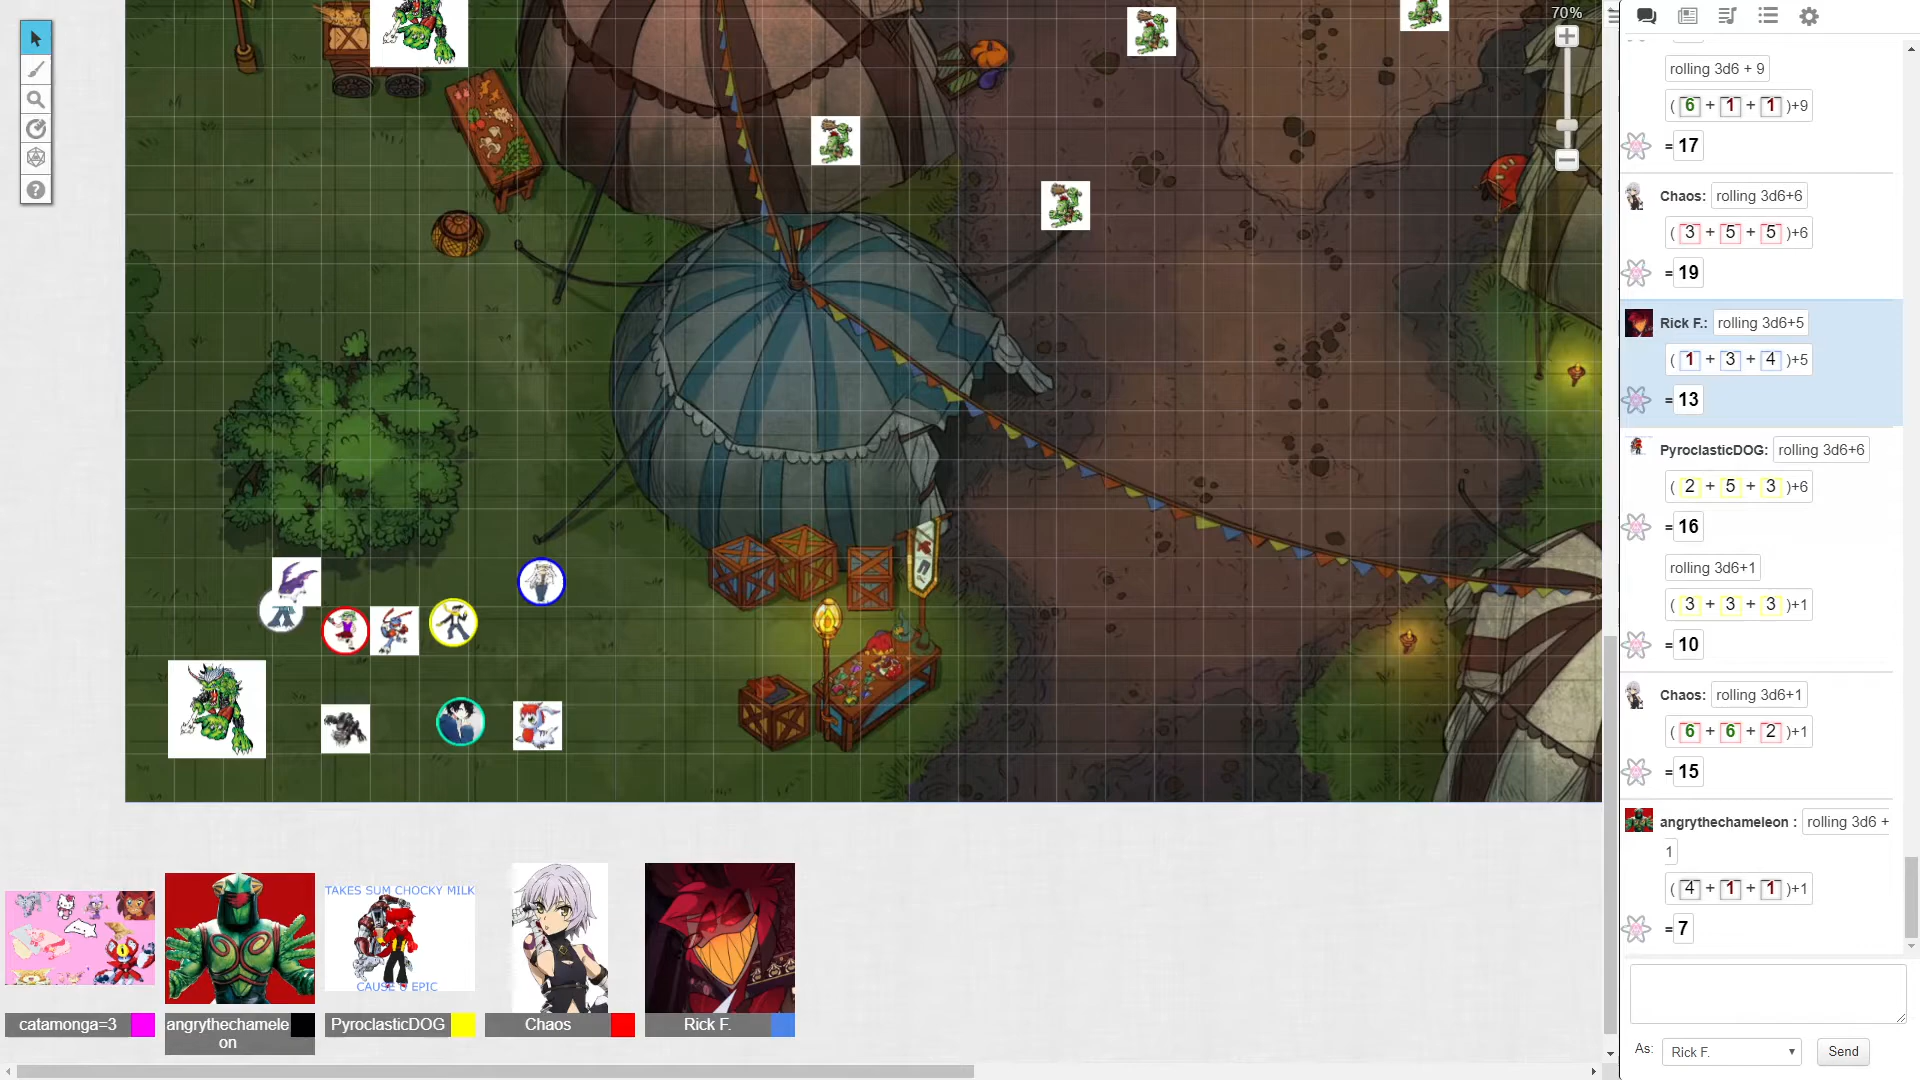 70%
rolling 3d6 + 9
(6+1+1)+9
=17
Chaos: rolling 3d6+6
(3+5+5)+6
=19
Rick F.: rolling 3d6+5
(1+3+4)+5
=13
PyroclasticDOG: rolling 3d6+6
(2+5+3)+6
=16
rolling 3d6+1
(3+3+3)+1
=10
Chaos: rolling 3d6+1
(6+6+2)+1
=15
angrythechameleon : rolling 3d6 +
1
(4+1+1)+1
=7
As: Rick F. Send
TAKES SUM CHOCKY MILK
CAUSE U EPIC
catamonga=3
angrythechamele
on
PyroclasticDOG
Chaos
Rick F.